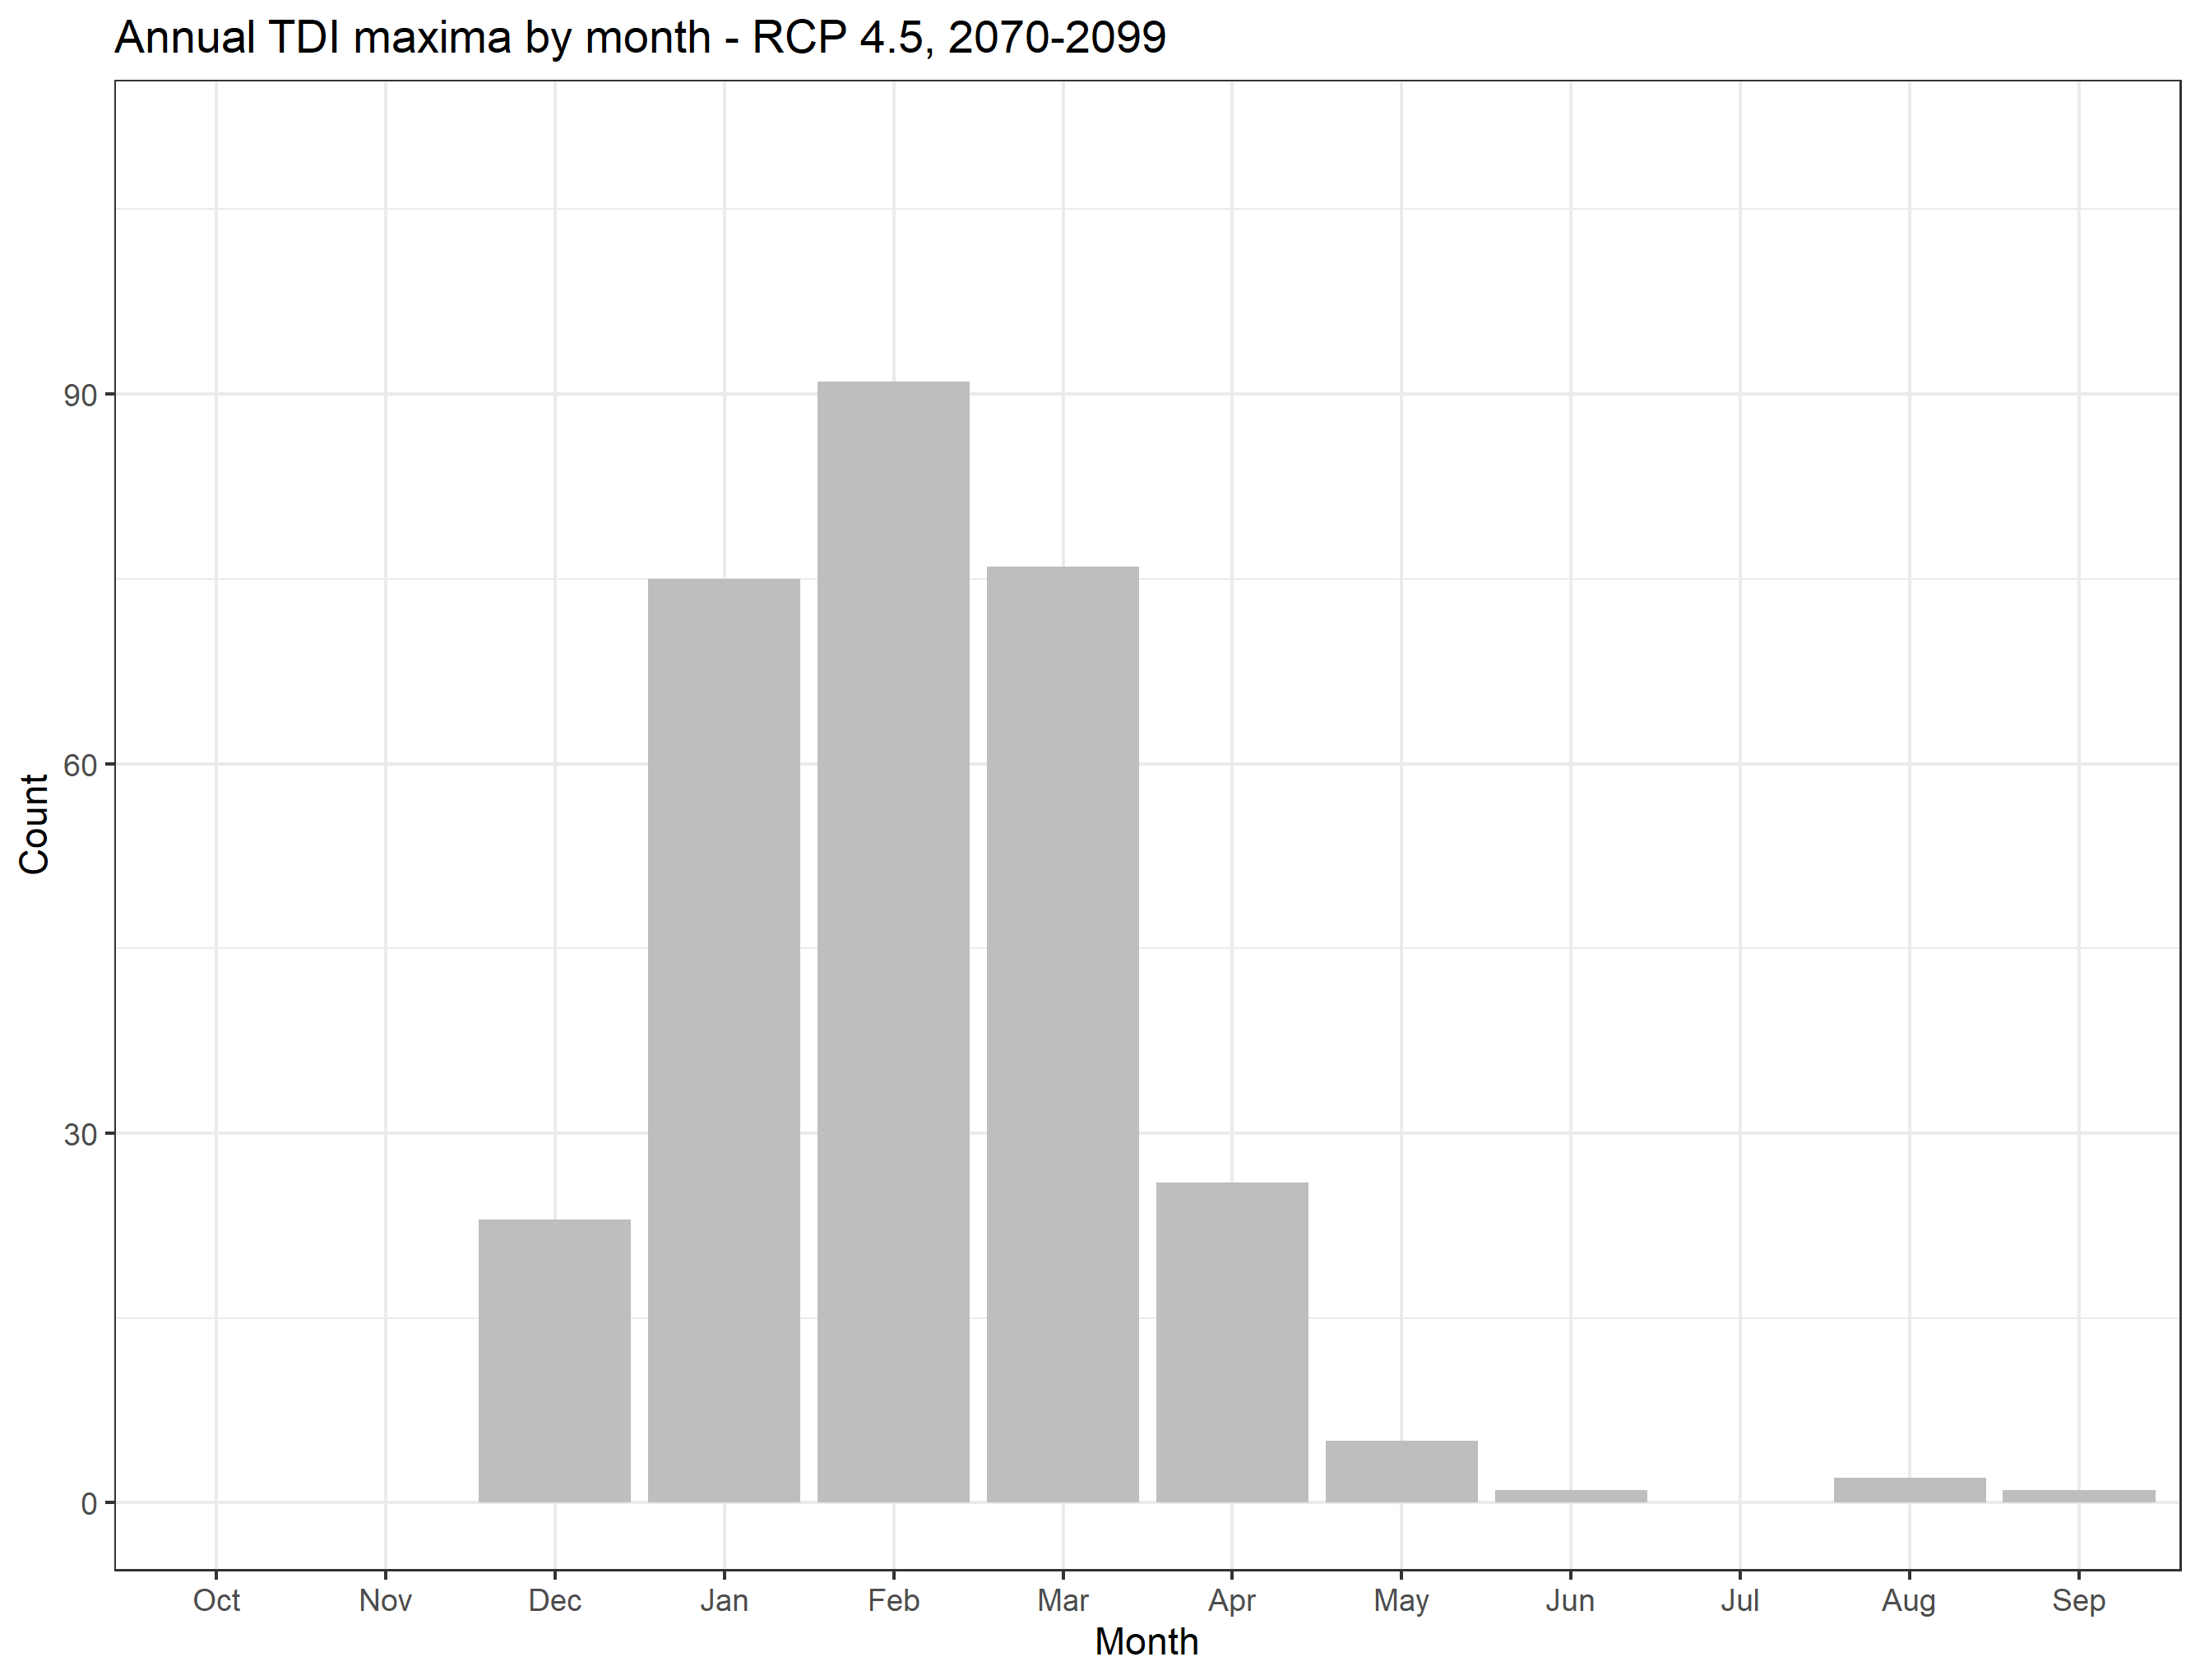 Annual TDI maxima by month - RCP 4.5, 2070-2099
90
60
30
0
Count
Oct Nov Dec Jan Feb Mar Apr May Jun Jul Aug Sep
Month